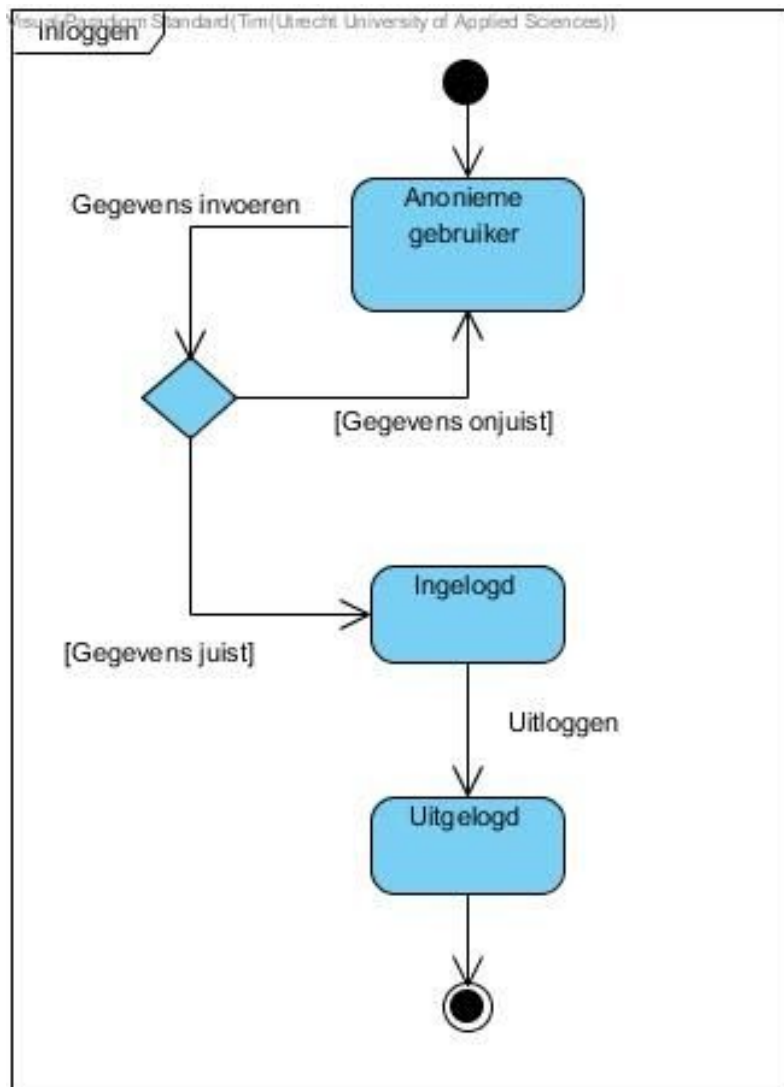 Visual Paradigm Standard(Tim(Utrecht University of Applied Sciences))
inloggen
Anonieme
gebruiker
Gegevens invoeren
[Gegevens onjuist]
Ingelogd
[Gegevens juist]
Uitloggen
Uitgelogd